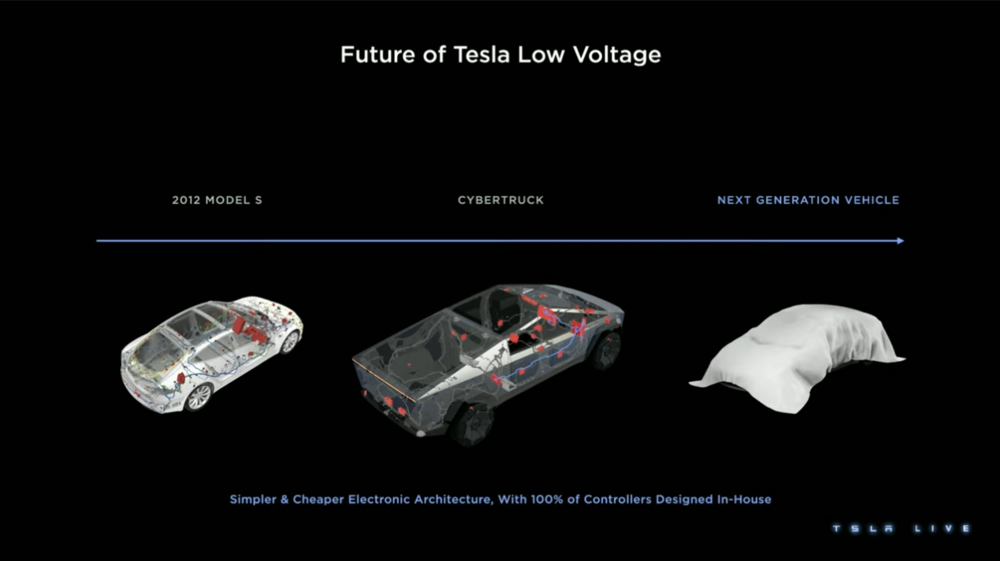 Future of Tesla Low Voltage
2012 MODEL S
CYBERTRUCK
NEXT GENERATION VEHICLE
Simpler & Cheaper Electronic Architecture, With 100% of Controllers Designed In-House
TSLA LIVE